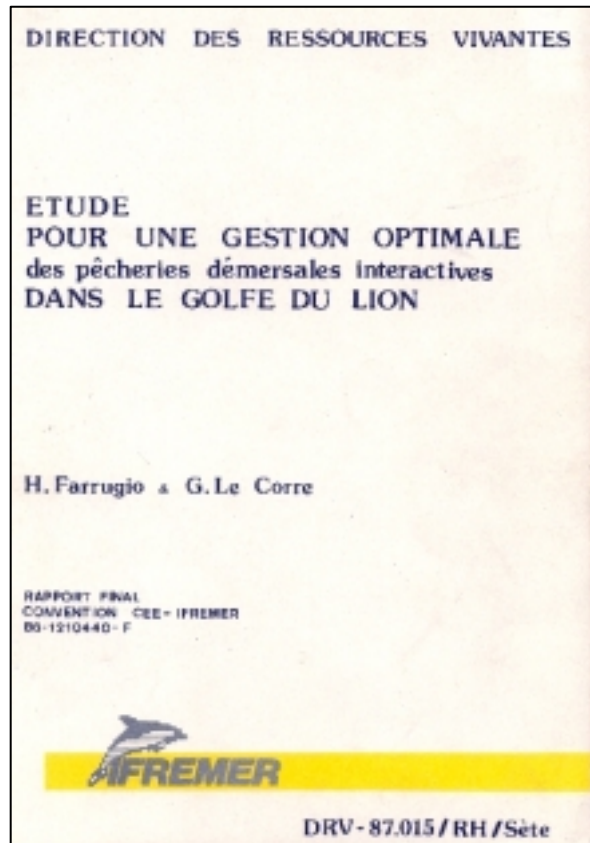 DIRECTION DES RESSOURCES VIVANTES
ETUDE
POUR UNE GESTION OPTIMALE
des pêcheries démersales interactives
DANS LE GOLFE DU LION
H. Farrugio & G. Le Corre
RAPPORT FINAL
CONVENTION CEE - IFREMER
86-1210440-F
IFREMER
DRV - 87.015 / RH / Sète